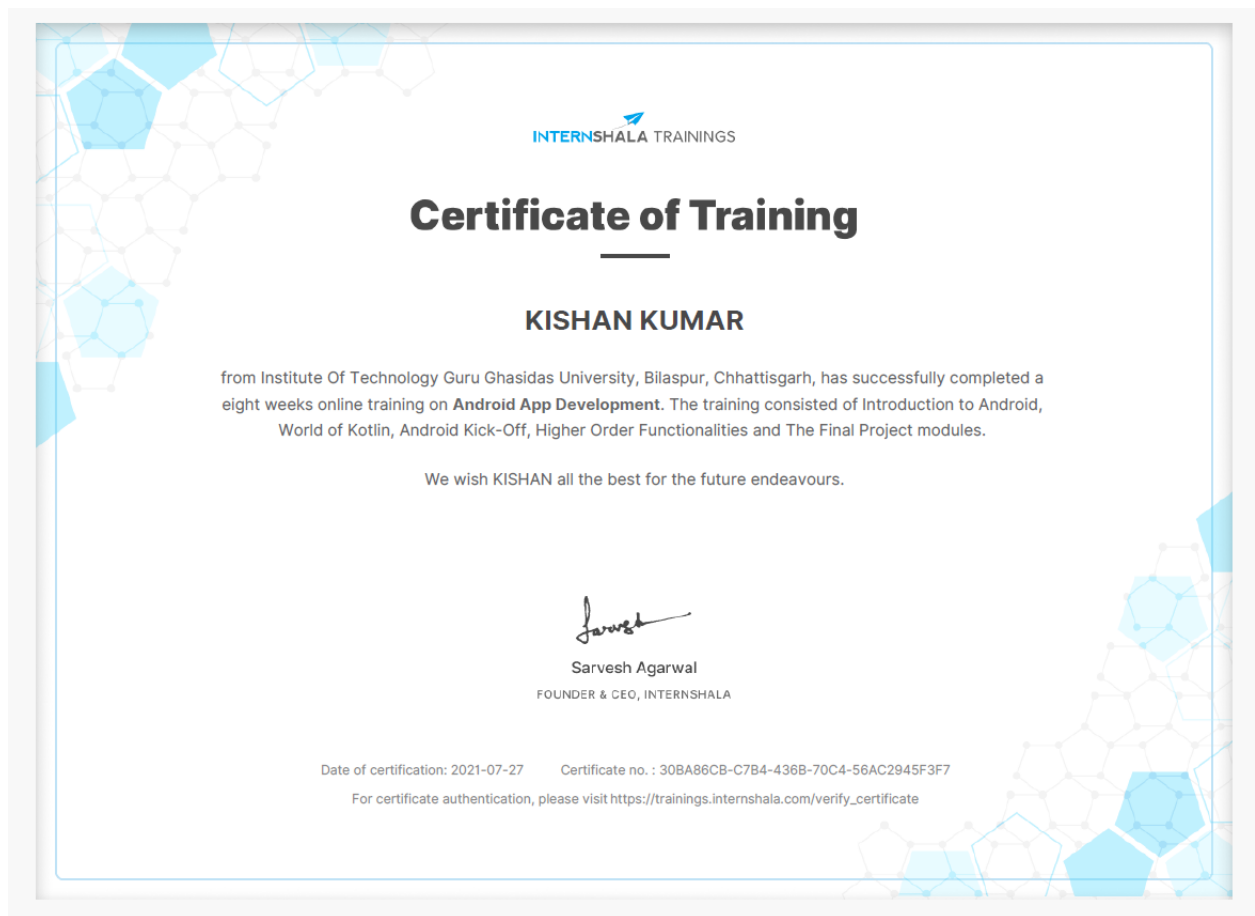 INTERNSHALA TRAININGS
Certificate of Training
KISHAN KUMAR
from Institute Of Technology Guru Ghasidas University, Bilaspur, Chhattisgarh, has successfully completed a
eight weeks online training on Android App Development. The training consisted of Introduction to Android,
World of Kotlin, Android Kick-Off, Higher Order Functionalities and The Final Project modules.
We wish KISHAN all the best for the future endeavours.
Sarvesh
Sarvesh Agarwal
FOUNDER & CEO, INTERNSHALA
Date of certification: 2021-07-27 Certificate no. : 30BA86CB-C7B4-436B-70C4-56AC2945F3F7
For certificate authentication, please visit https://trainings.internshala.com/verify_certificate